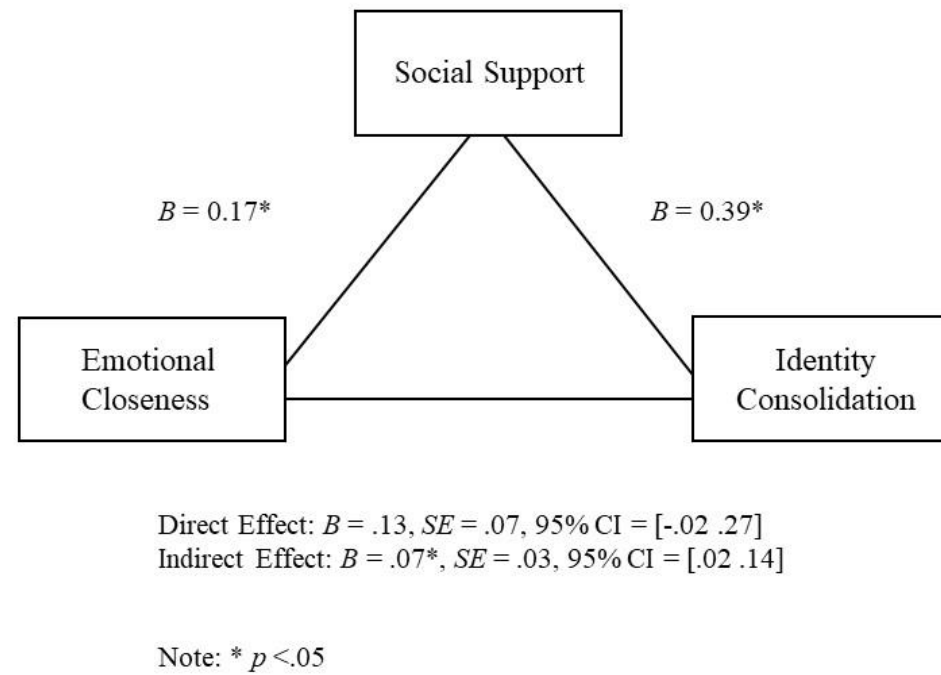 Social Support
B = 0.17*
B = 0.39*
Emotional
Closeness
Identity
Consolidation
Direct Effect: B = .13, SE = .07, 95% CI = [-.02 .27]
Indirect Effect: B = .07*, SE = .03, 95% CI = [.02 .14]
Note: * p <.05